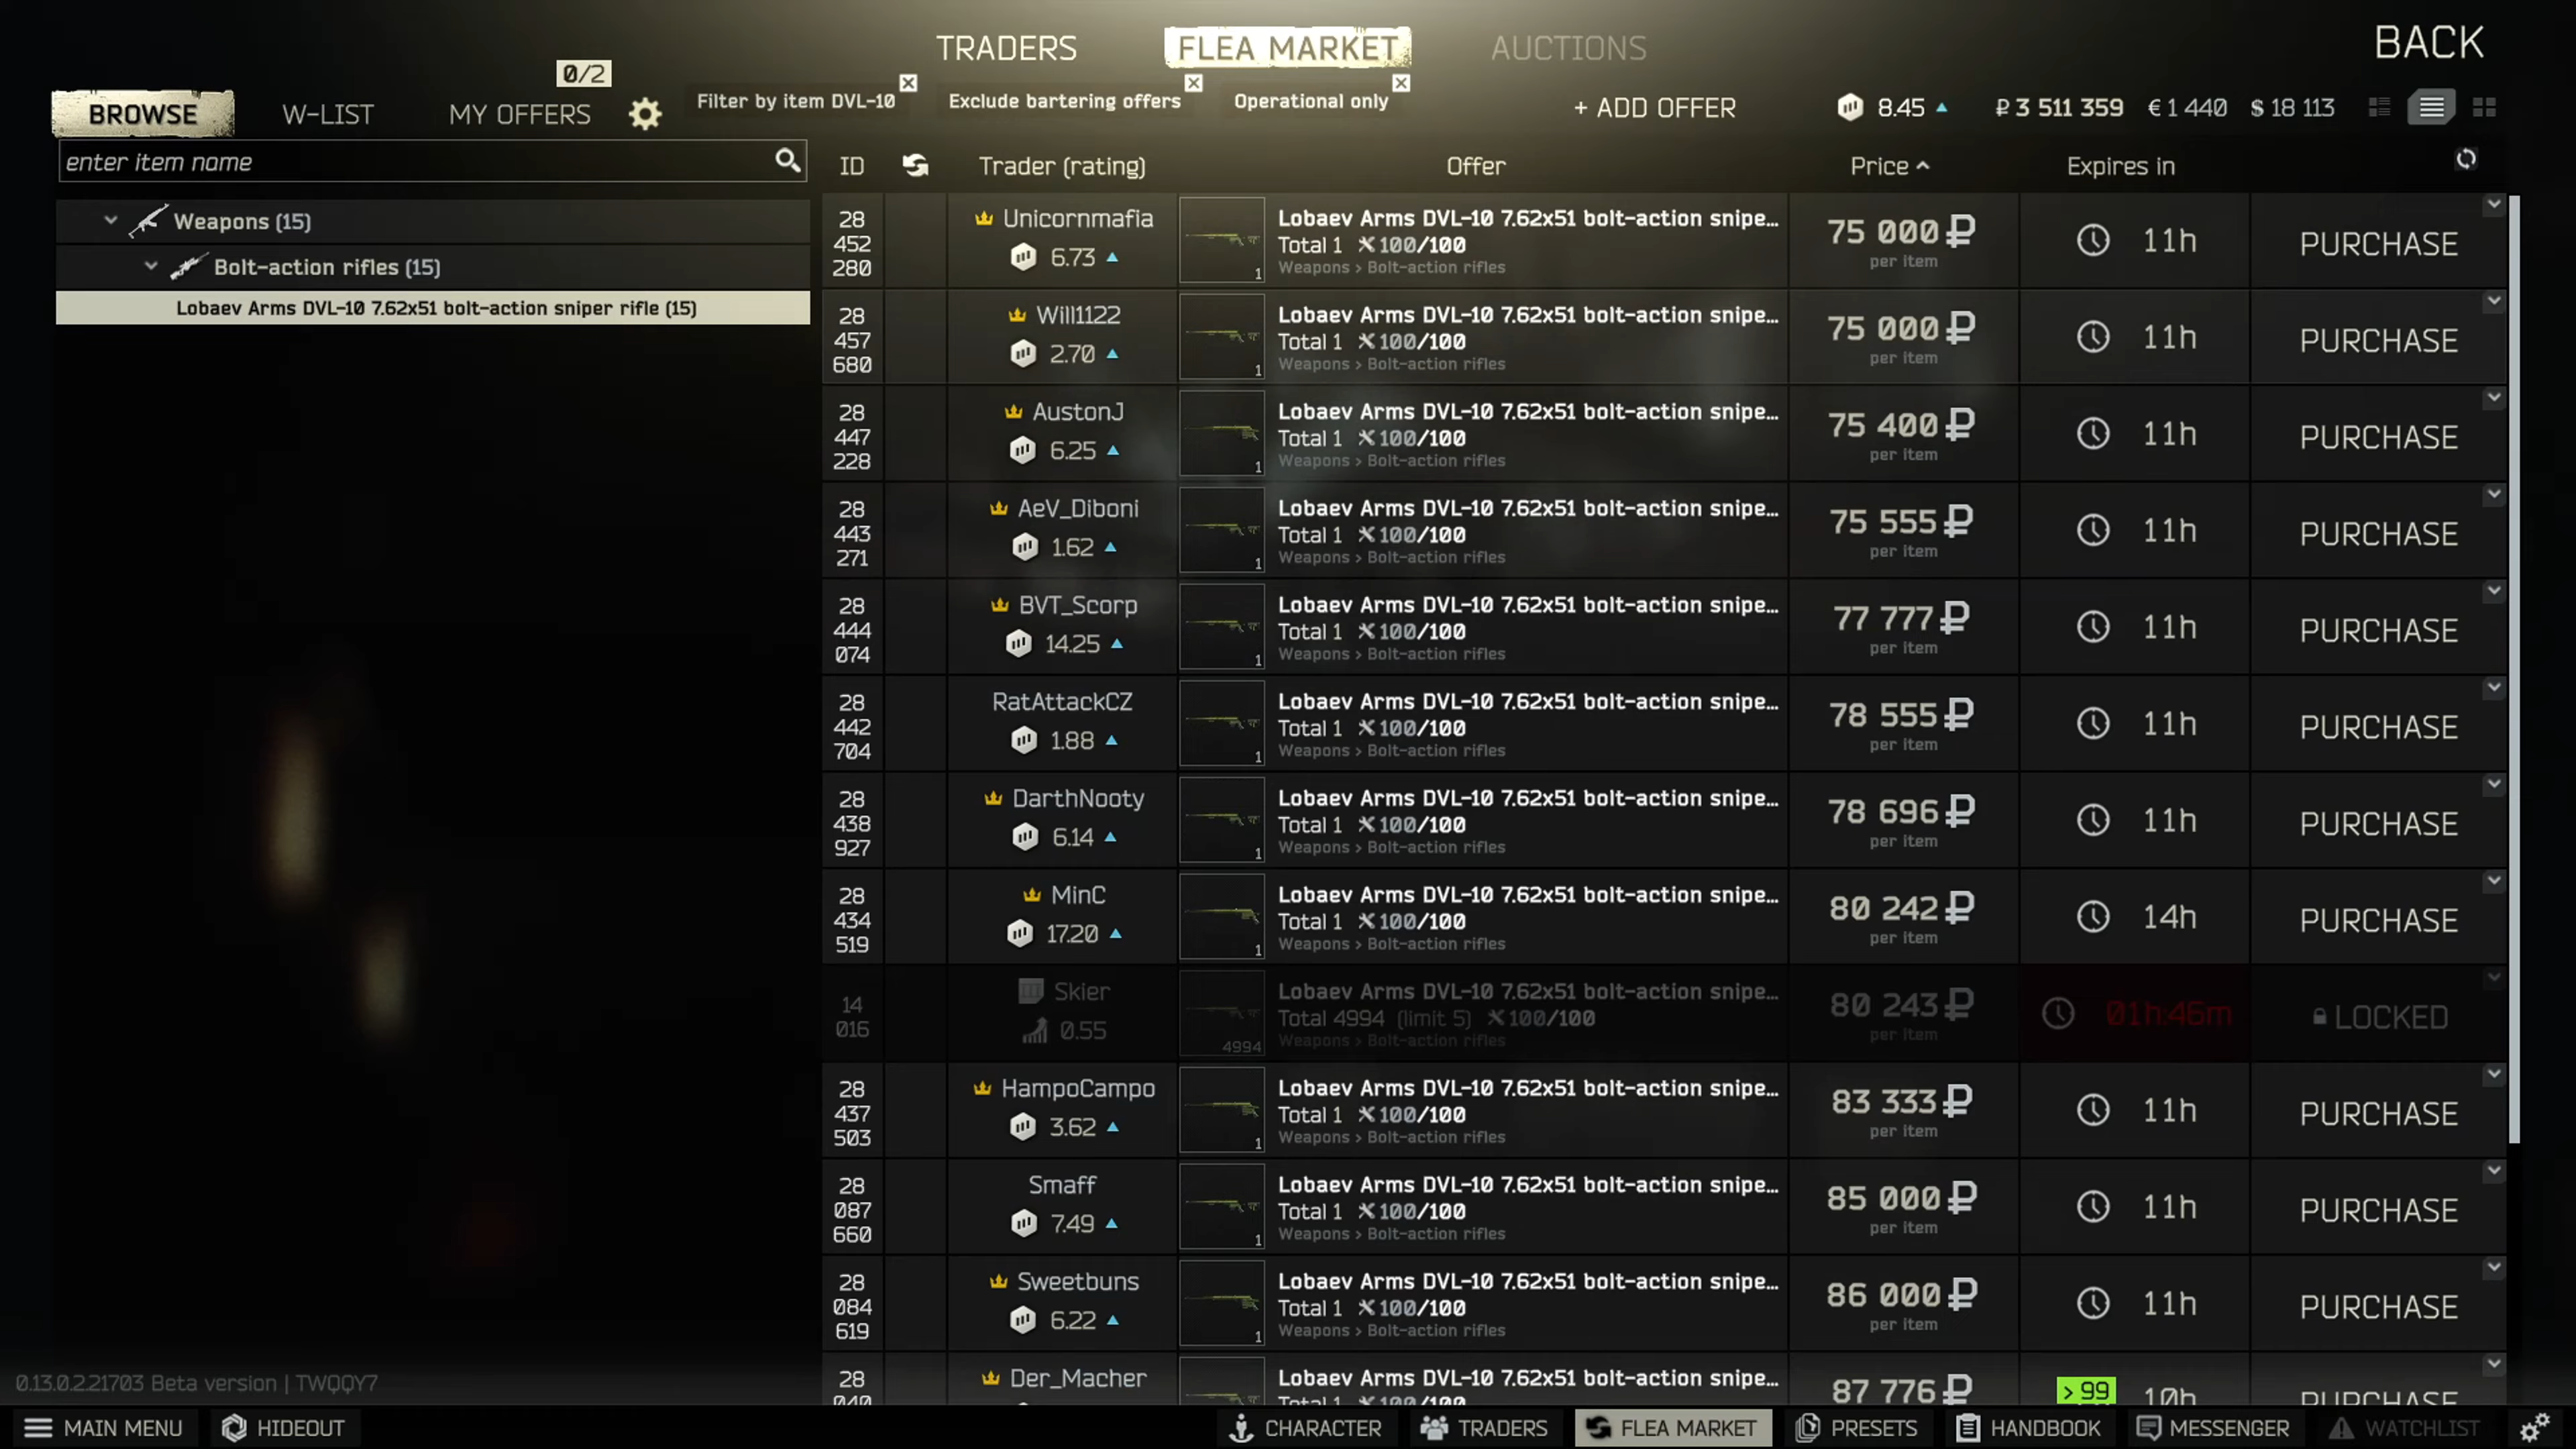 TRADERS
FLEA MARKET
AUCTIONS
BACK
BROWSE
W-LIST
0/2
MY OFFERS
Filter by item DVL-10
Exclude bartering offers
Operational only
+ ADD OFFER
8.45
₽ 3 511 359
€ 1 440
$ 18 113
enter item name
ID
Trader (rating)
Offer
Price
Expires in
Weapons (15)
Bolt-action rifles (15)
Lobaev Arms DVL-10 7.62x51 bolt-action sniper rifle (15)
28 452 280
Unicornmafia
6.73
1
Lobaev Arms DVL-10 7.62x51 bolt-action snipe...
Total 1 100/100
Weapons > Bolt-action rifles
75 000 ₽
per item
11h
PURCHASE
28 457 680
Will1122
2.70
1
Lobaev Arms DVL-10 7.62x51 bolt-action snipe...
Total 1 100/100
Weapons > Bolt-action rifles
75 000 ₽
per item
11h
PURCHASE
28 447 228
AustonJ
6.25
1
Lobaev Arms DVL-10 7.62x51 bolt-action snipe...
Total 1 100/100
Weapons > Bolt-action rifles
75 400 ₽
per item
11h
PURCHASE
28 443 271
AeV_Diboni
1.62
1
Lobaev Arms DVL-10 7.62x51 bolt-action snipe...
Total 1 100/100
Weapons > Bolt-action rifles
75 555 ₽
per item
11h
PURCHASE
28 444 074
BVT_Scorp
14.25
1
Lobaev Arms DVL-10 7.62x51 bolt-action snipe...
Total 1 100/100
Weapons > Bolt-action rifles
77 777 ₽
per item
11h
PURCHASE
28 442 704
RatAttackCZ
1.88
1
Lobaev Arms DVL-10 7.62x51 bolt-action snipe...
Total 1 100/100
Weapons > Bolt-action rifles
78 555 ₽
per item
11h
PURCHASE
28 438 927
DarthNooty
6.14
1
Lobaev Arms DVL-10 7.62x51 bolt-action snipe...
Total 1 100/100
Weapons > Bolt-action rifles
78 696 ₽
per item
11h
PURCHASE
28 434 519
MinC
17.20
1
Lobaev Arms DVL-10 7.62x51 bolt-action snipe...
Total 1 100/100
Weapons > Bolt-action rifles
80 242 ₽
per item
14h
PURCHASE
14 016
Skier
0.55
4994
Lobaev Arms DVL-10 7.62x51 bolt-action snipe...
Total 4994 (limit 5) 100/100
Weapons > Bolt-action rifles
80 243 ₽
per item
01h:46m
LOCKED
28 437 503
HampoCampo
3.62
1
Lobaev Arms DVL-10 7.62x51 bolt-action snipe...
Total 1 100/100
Weapons > Bolt-action rifles
83 333 ₽
per item
11h
PURCHASE
28 087 660
Smaff
7.49
1
Lobaev Arms DVL-10 7.62x51 bolt-action snipe...
Total 1 100/100
Weapons > Bolt-action rifles
85 000 ₽
per item
11h
PURCHASE
28 084 619
Sweetbuns
6.22
1
Lobaev Arms DVL-10 7.62x51 bolt-action snipe...
Total 1 100/100
Weapons > Bolt-action rifles
86 000 ₽
per item
11h
PURCHASE
28 040
Der_Macher
Lobaev Arms DVL-10 7.62x51 bolt-action snipe...
Total 1 100/100
87 776 ₽
> 99
10h
PURCHASE
0.13.0.2.21703 Beta version | TWQQY7
MAIN MENU
HIDEOUT
CHARACTER
TRADERS
FLEA MARKET
PRESETS
HANDBOOK
MESSENGER
WATCHLIST